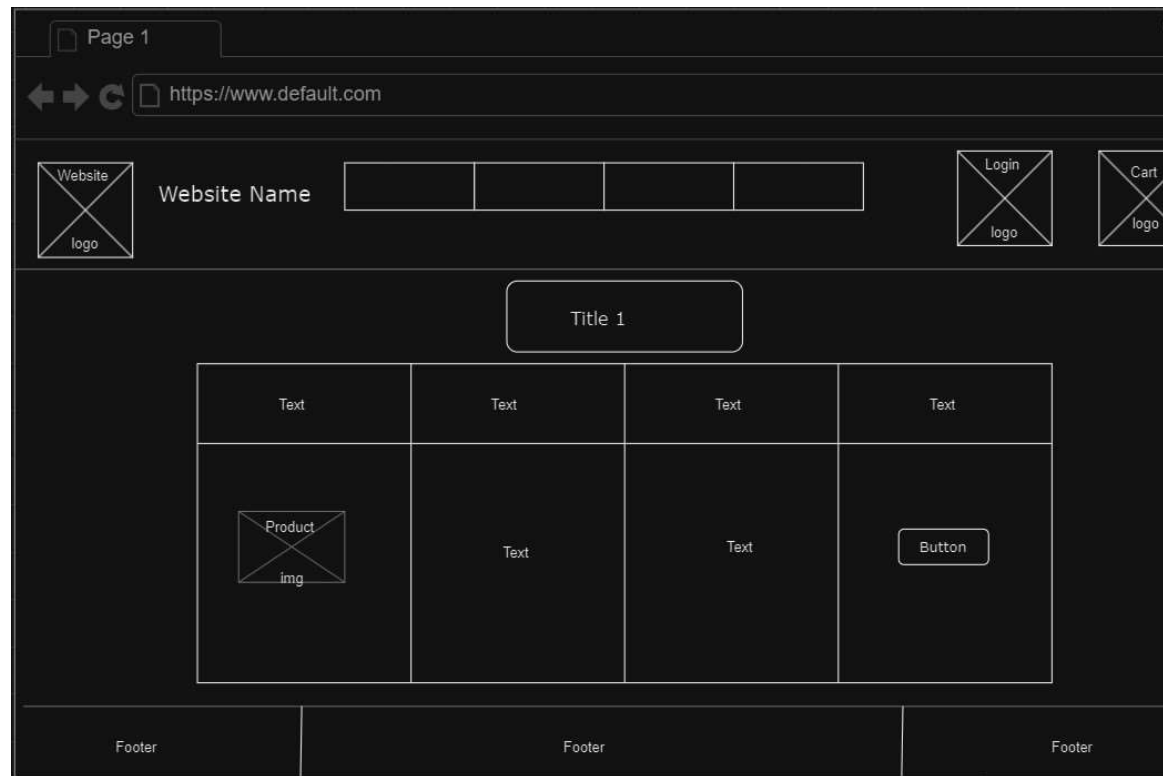 Page 1
https://www.default.com
Website
logo
Website Name
Login
logo
Cart
logo
Title 1
Text
Text
Text
Text
Product
img
Text
Text
Button
Footer
Footer
Footer